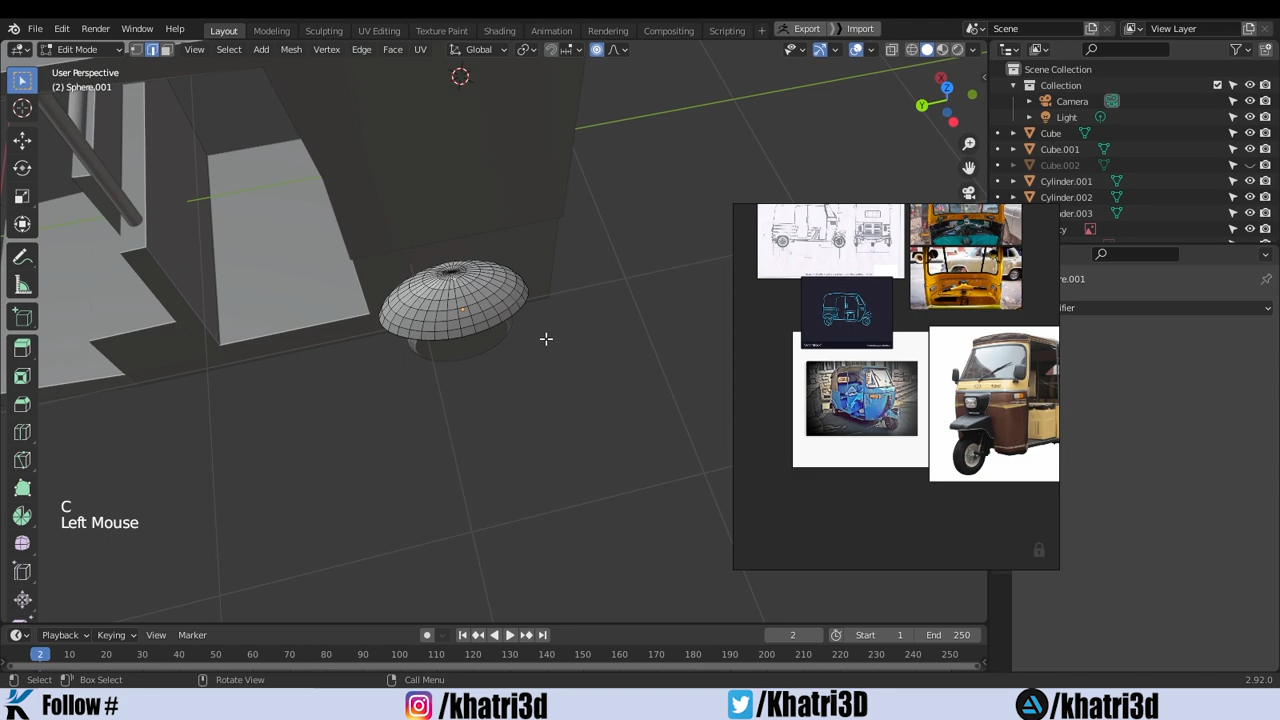 File Edit Render Window Help Layout Modeling Sculpting UV Editing Texture Paint Shading Animation Rendering Compositing Scripting + Export Import Scene View Layer
Edit Mode View Select Add Mesh Vertex Edge Face UV Global
User Perspective
(2) Sphere.001
Z
Y
X
Scene Collection
Collection
Camera
Light
Cube
Cube.001
Cube.002
Cylinder.001
Cylinder.002
nder.003
y
re.001
ifier
C
Left Mouse
Playback Keying View Marker 2 Start 1 End 250
2 10 20 30 40 50 60 70 80 90 100 110 120 130 140 150 160 170 180 190 200 210 220 230 240 250
Select Box Select Rotate View Call Menu 2.92.0
Follow # /khatri3d /Khatri3D /khatri3d